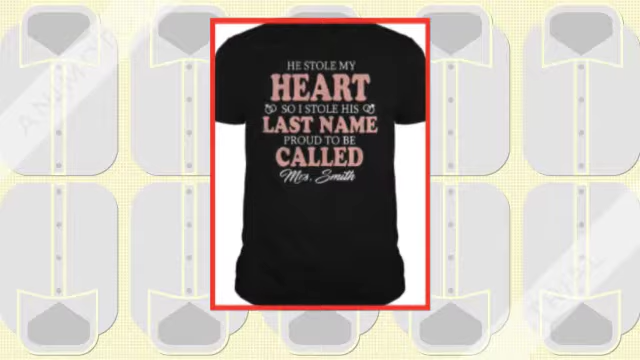 HE STOLE MY
HEART
SO I STOLE HIS
LAST NAME
PROUD TO BE
CALLED
Mrs. Smith